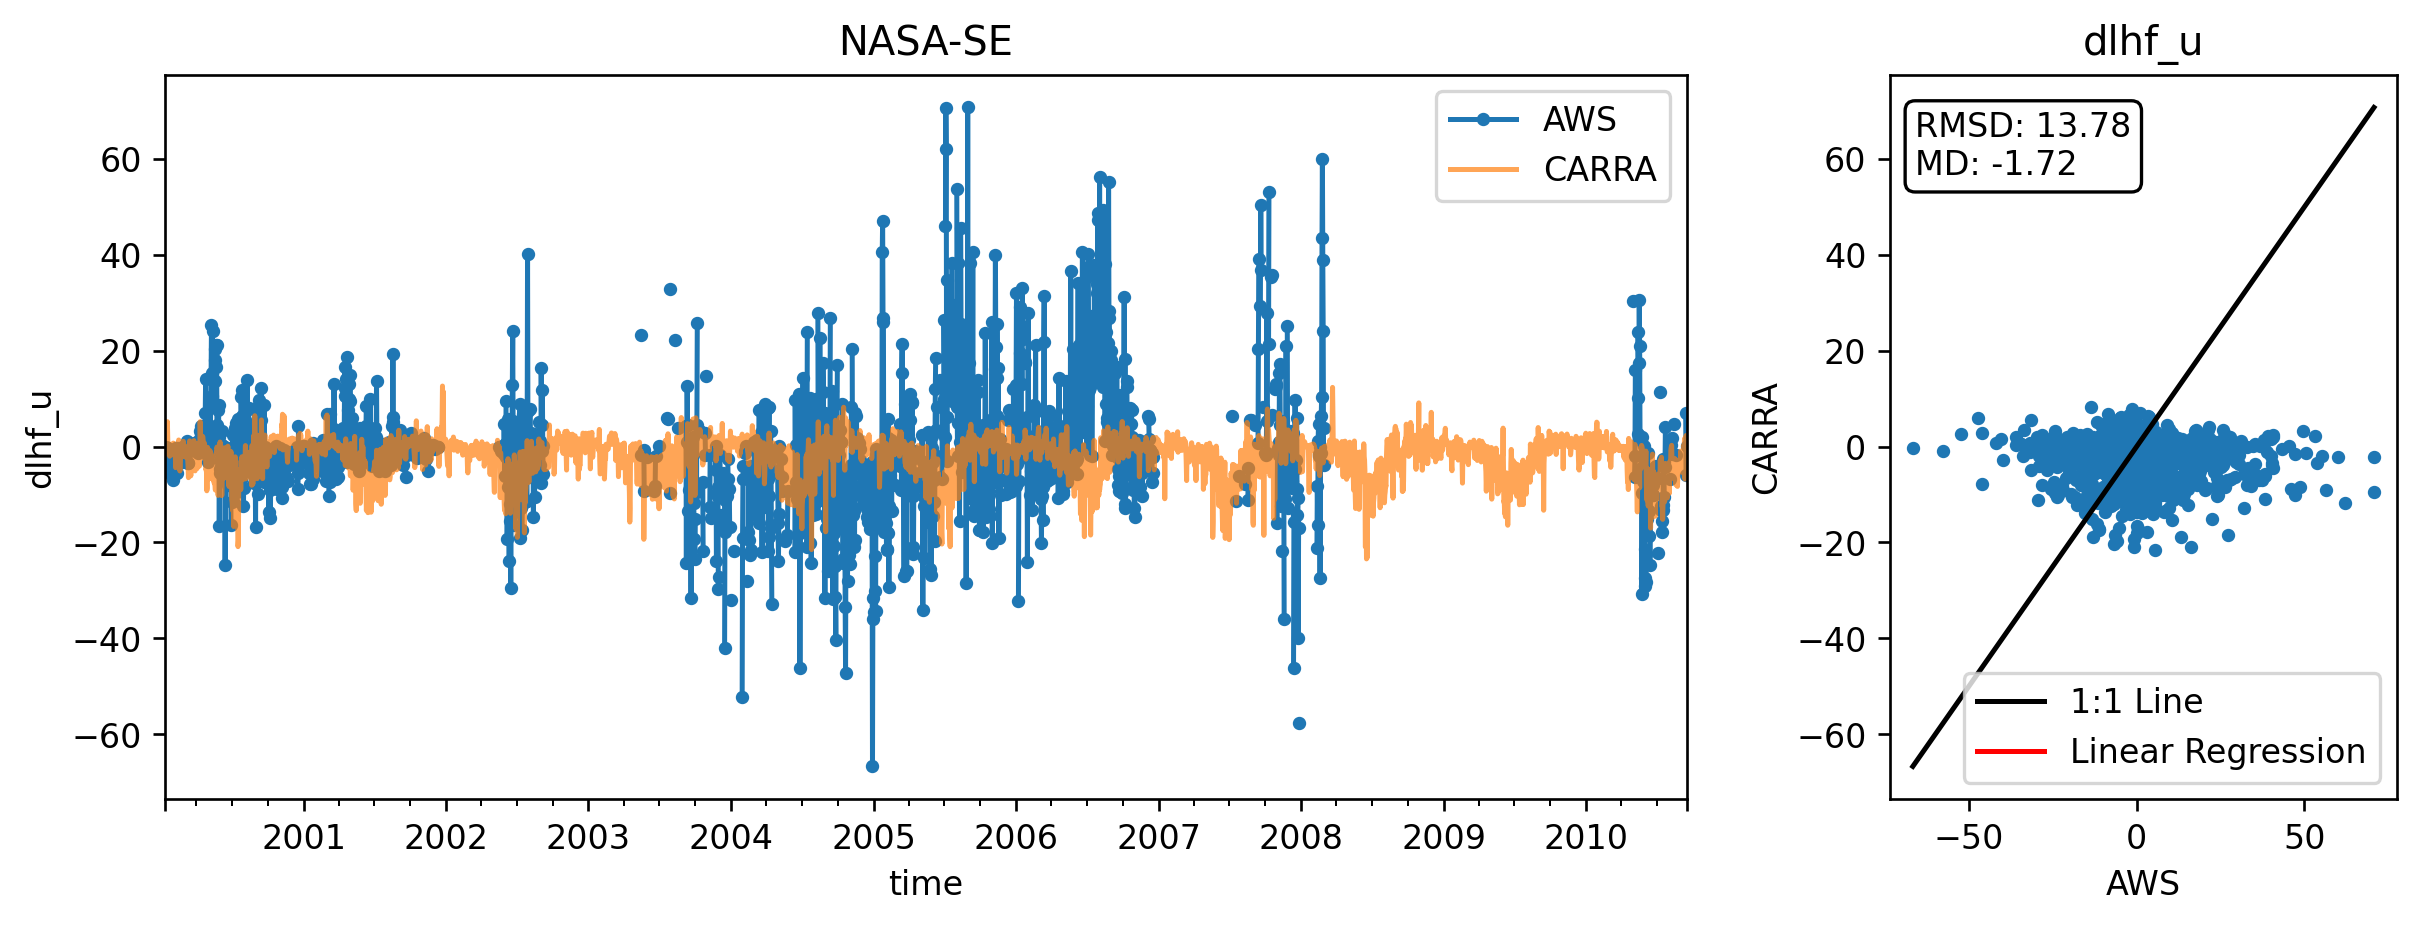 NASA-SE
dlhf_u
60
40
20
0
−20
−40
−60
2001 2002 2003 2004 2005 2006 2007 2008 2009 2010
time
AWS
CARRA
dlhf_u
CARRA
60
40
20
0
−20
−40
−60
RMSD: 13.78
MD: -1.72
1:1 Line
Linear Regression
−50 0 50
AWS